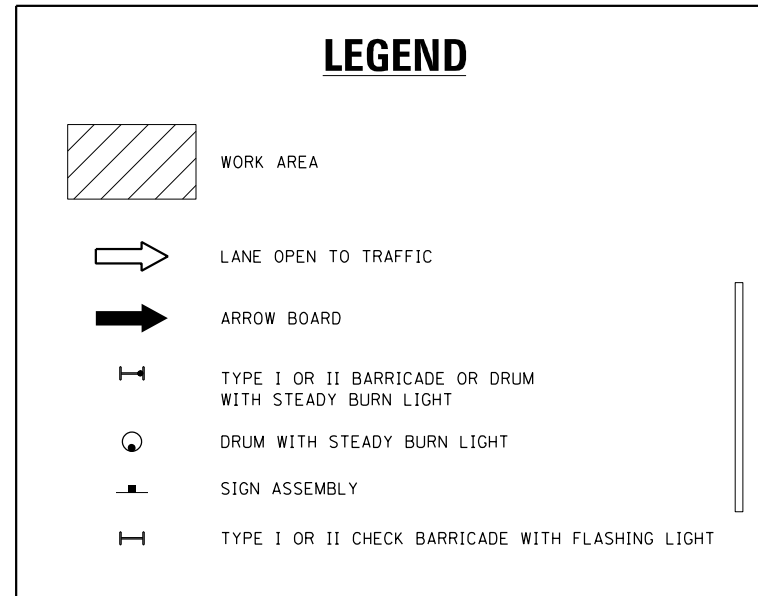 LEGEND
WORK AREA
LANE OPEN TO TRAFFIC
ARROW BOARD
TYPE I OR II BARRICADE OR DRUM
WITH STEADY BURN LIGHT
DRUM WITH STEADY BURN LIGHT
SIGN ASSEMBLY
TYPE I OR II CHECK BARRICADE WITH FLASHING LIGHT